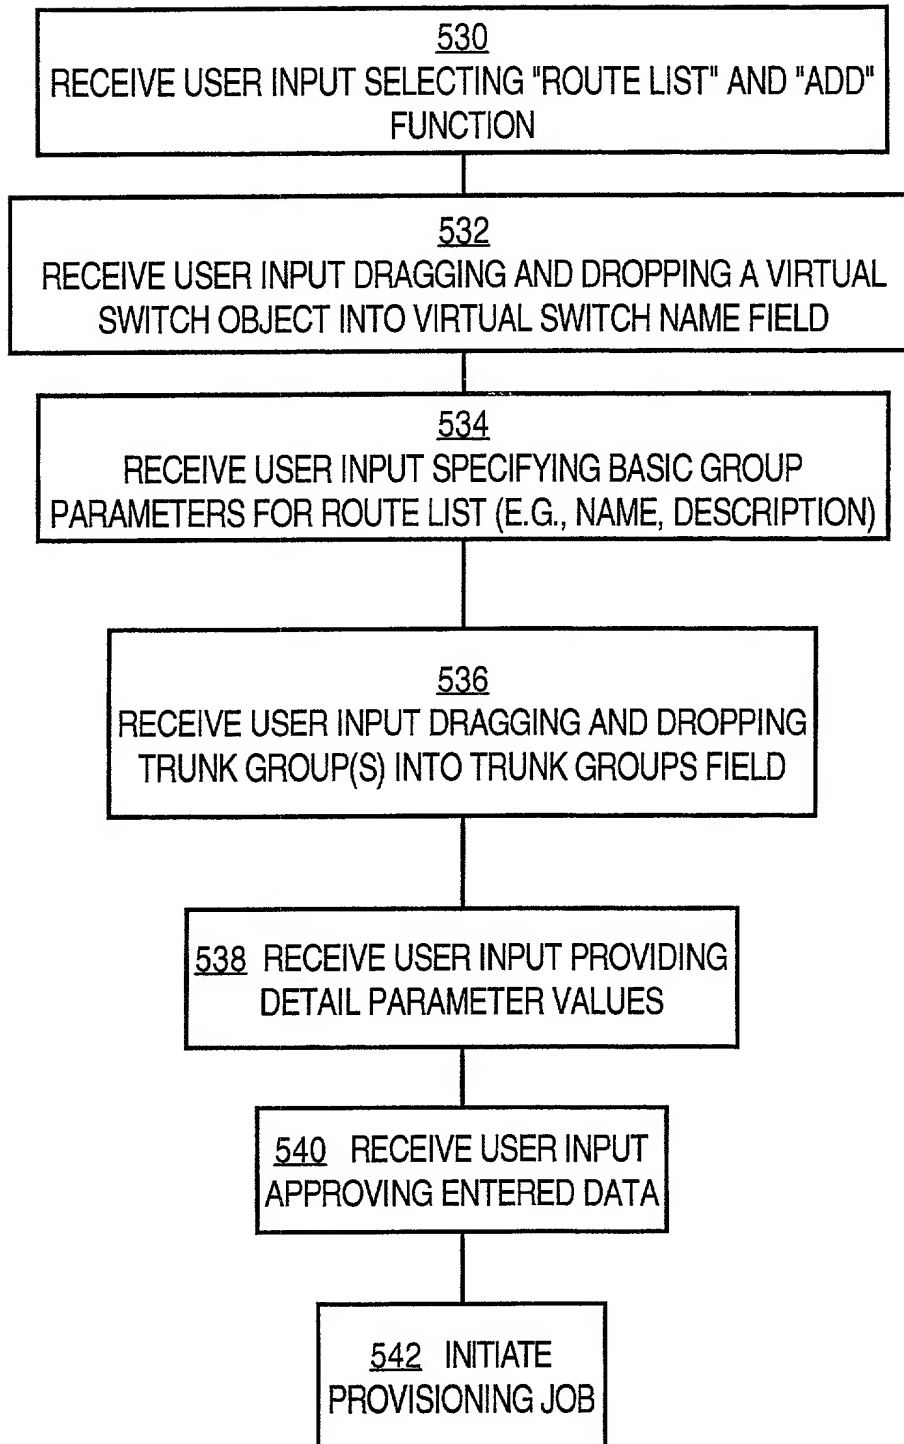 530
RECEIVE USER INPUT SELECTING "ROUTE LIST" AND "ADD"
FUNCTION
532
RECEIVE USER INPUT DRAGGING AND DROPPING A VIRTUAL
SWITCH OBJECT INTO VIRTUAL SWITCH NAME FIELD
534
RECEIVE USER INPUT SPECIFYING BASIC GROUP
PARAMETERS FOR ROUTE LIST (E.G., NAME, DESCRIPTION)
536
RECEIVE USER INPUT DRAGGING AND DROPPING
TRUNK GROUP(S) INTO TRUNK GROUPS FIELD
538 RECEIVE USER INPUT PROVIDING
DETAIL PARAMETER VALUES
540 RECEIVE USER INPUT
APPROVING ENTERED DATA
542 INITIATE
PROVISIONING JOB